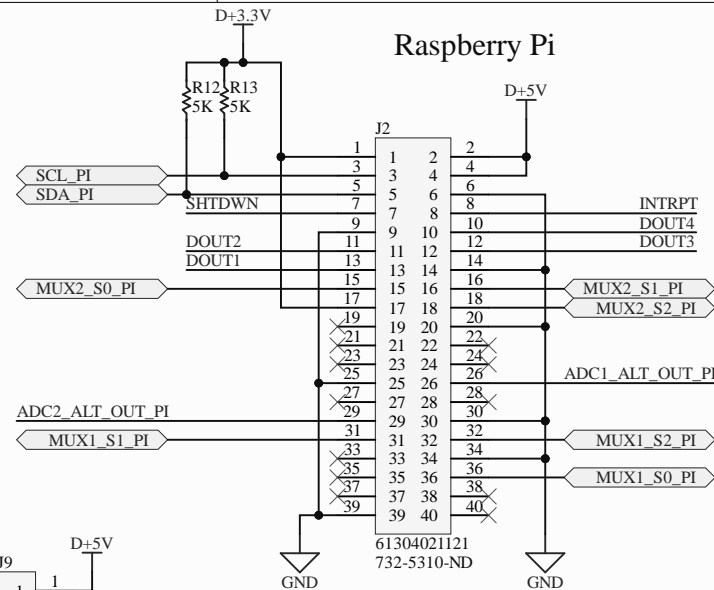 D+3.3V
Raspberry Pi
R12 R13
5K 5K
D+5V
J2
1 1 2 2
SCL_PI 3 3 4 4
SDA_PI 5 5 6 6
SHTDWN 7 7 8 8 INTRPT
9 9 10 10 DOUT4
DOUT2 11 11 12 12 DOUT3
DOUT1 13 13 14 14
MUX2_S0_PI 15 15 16 16 MUX2_S1_PI
17 17 18 18 MUX2_S2_PI
19 19 20 20
21 21 22 22
23 23 24 24
25 25 26 26 ADC1_ALT_OUT_PI
27 27 28 28
ADC2_ALT_OUT_PI 29 29 30 30
MUX1_S1_PI 31 31 32 32 MUX1_S2_PI
33 33 34 34
35 35 36 36 MUX1_S0_PI
37 37 38 38
39 39 40 40
61304021121
732-5310-ND
GND
GND
D+5V
J9
1 1